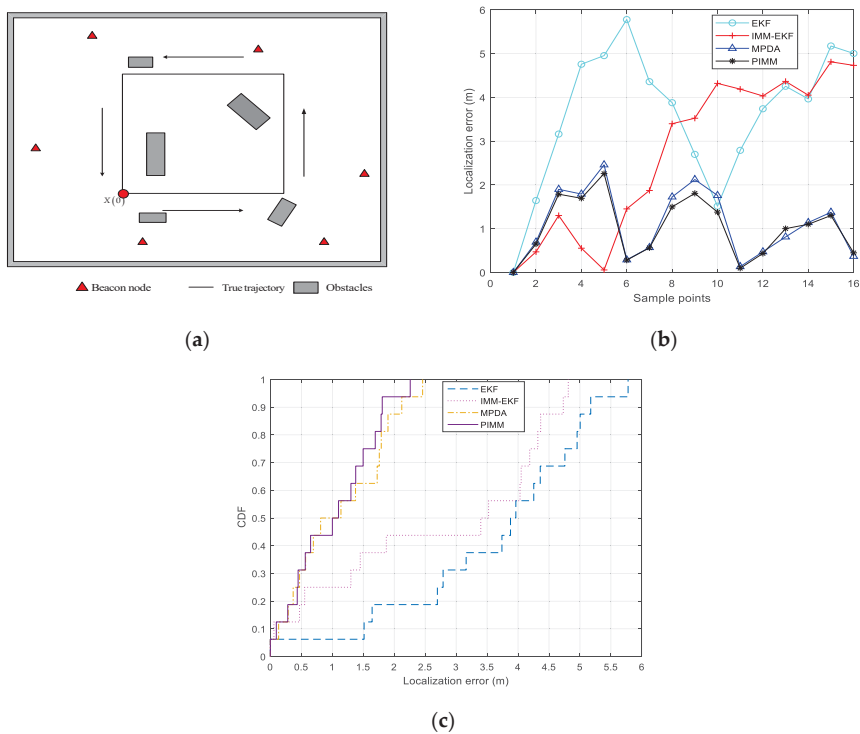 X(0)
Beacon node
True trajectory
Obstacles
(a)
6
5
4
3
2
1
0
Localization error (m)
0
2
4
6
8
10
12
14
16
Sample points
EKF
IMM-EKF
MPDA
PIMM
(b)
1
0.9
0.8
0.7
0.6
0.5
0.4
0.3
0.2
0.1
0
CDF
0
0.5
1
1.5
2
2.5
3
3.5
4
4.5
5
5.5
6
Localization error (m)
EKF
IMM-EKF
MPDA
PIMM
(c)